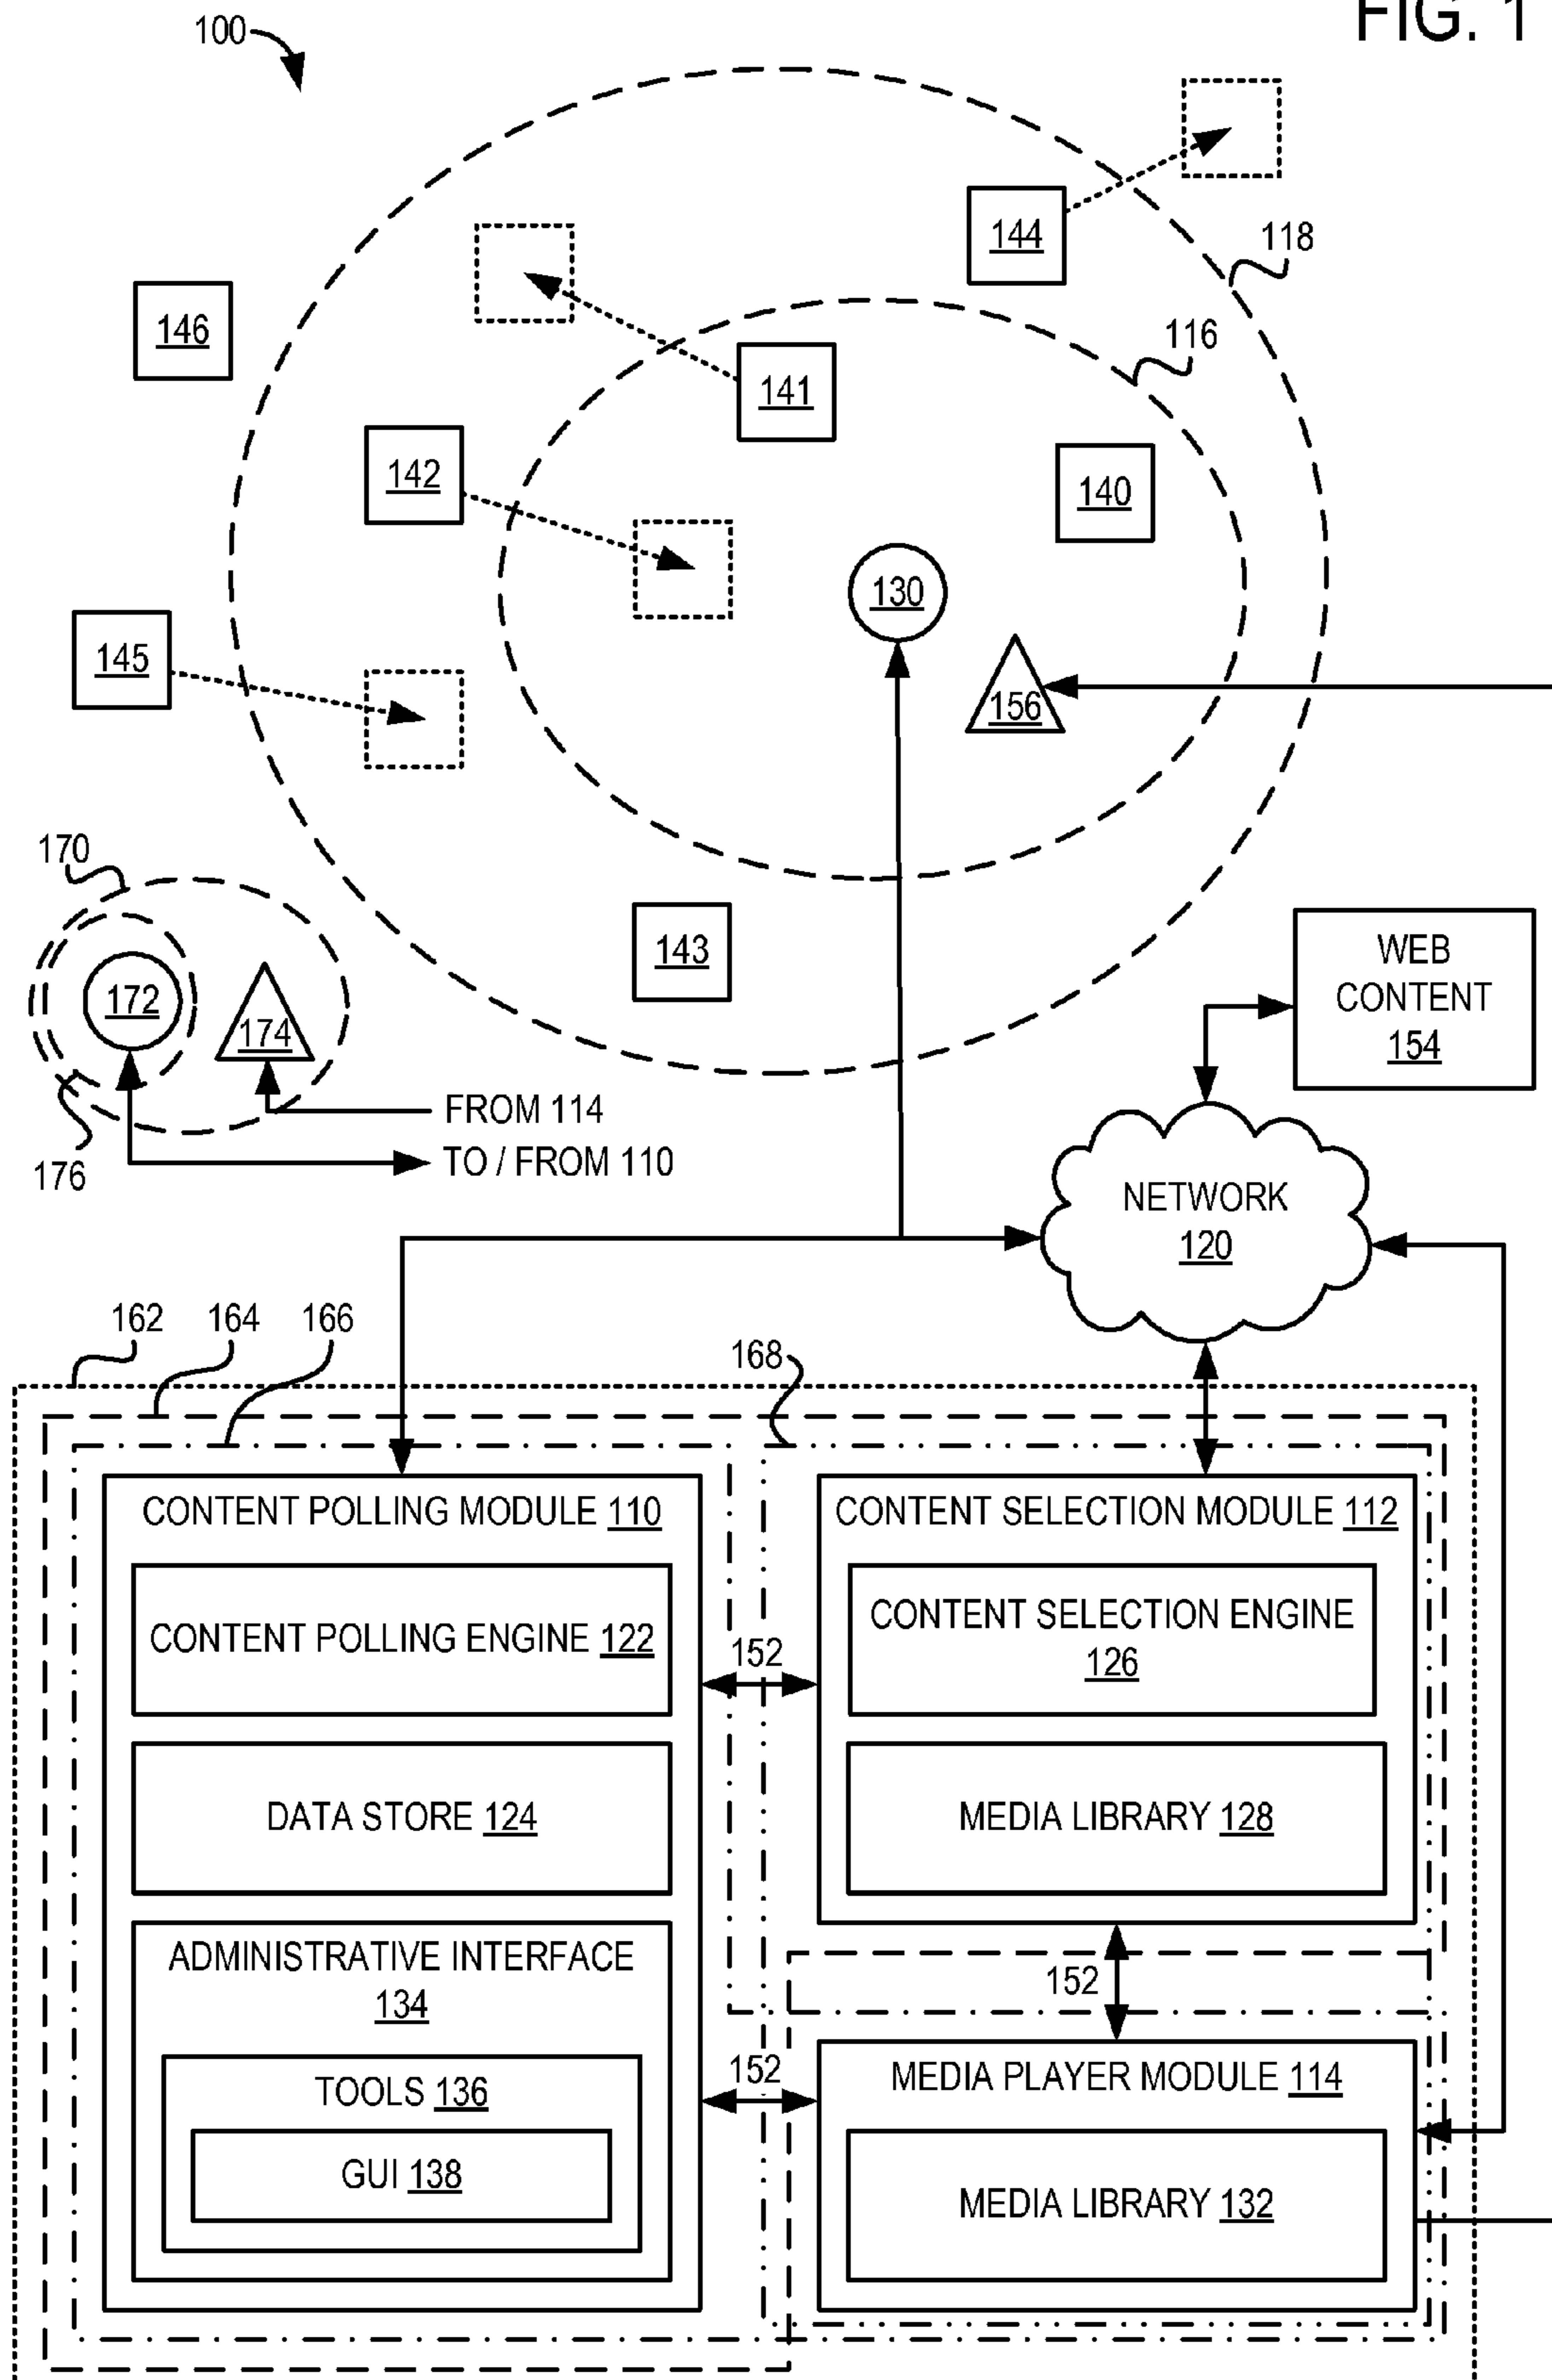 FIG. 1
100
144
118
146
116
141
142
140
130
145
156
170
143
WEB
CONTENT
154
172
174
FROM 114
TO / FROM 110
176
NETWORK
120
162
164
166
168
CONTENT POLLING MODULE 110
CONTENT SELECTION MODULE 112
CONTENT POLLING ENGINE 122
CONTENT SELECTION ENGINE
126
152
DATA STORE 124
MEDIA LIBRARY 128
ADMINISTRATIVE INTERFACE
134
152
TOOLS 136
152
MEDIA PLAYER MODULE 114
GUI 138
MEDIA LIBRARY 132